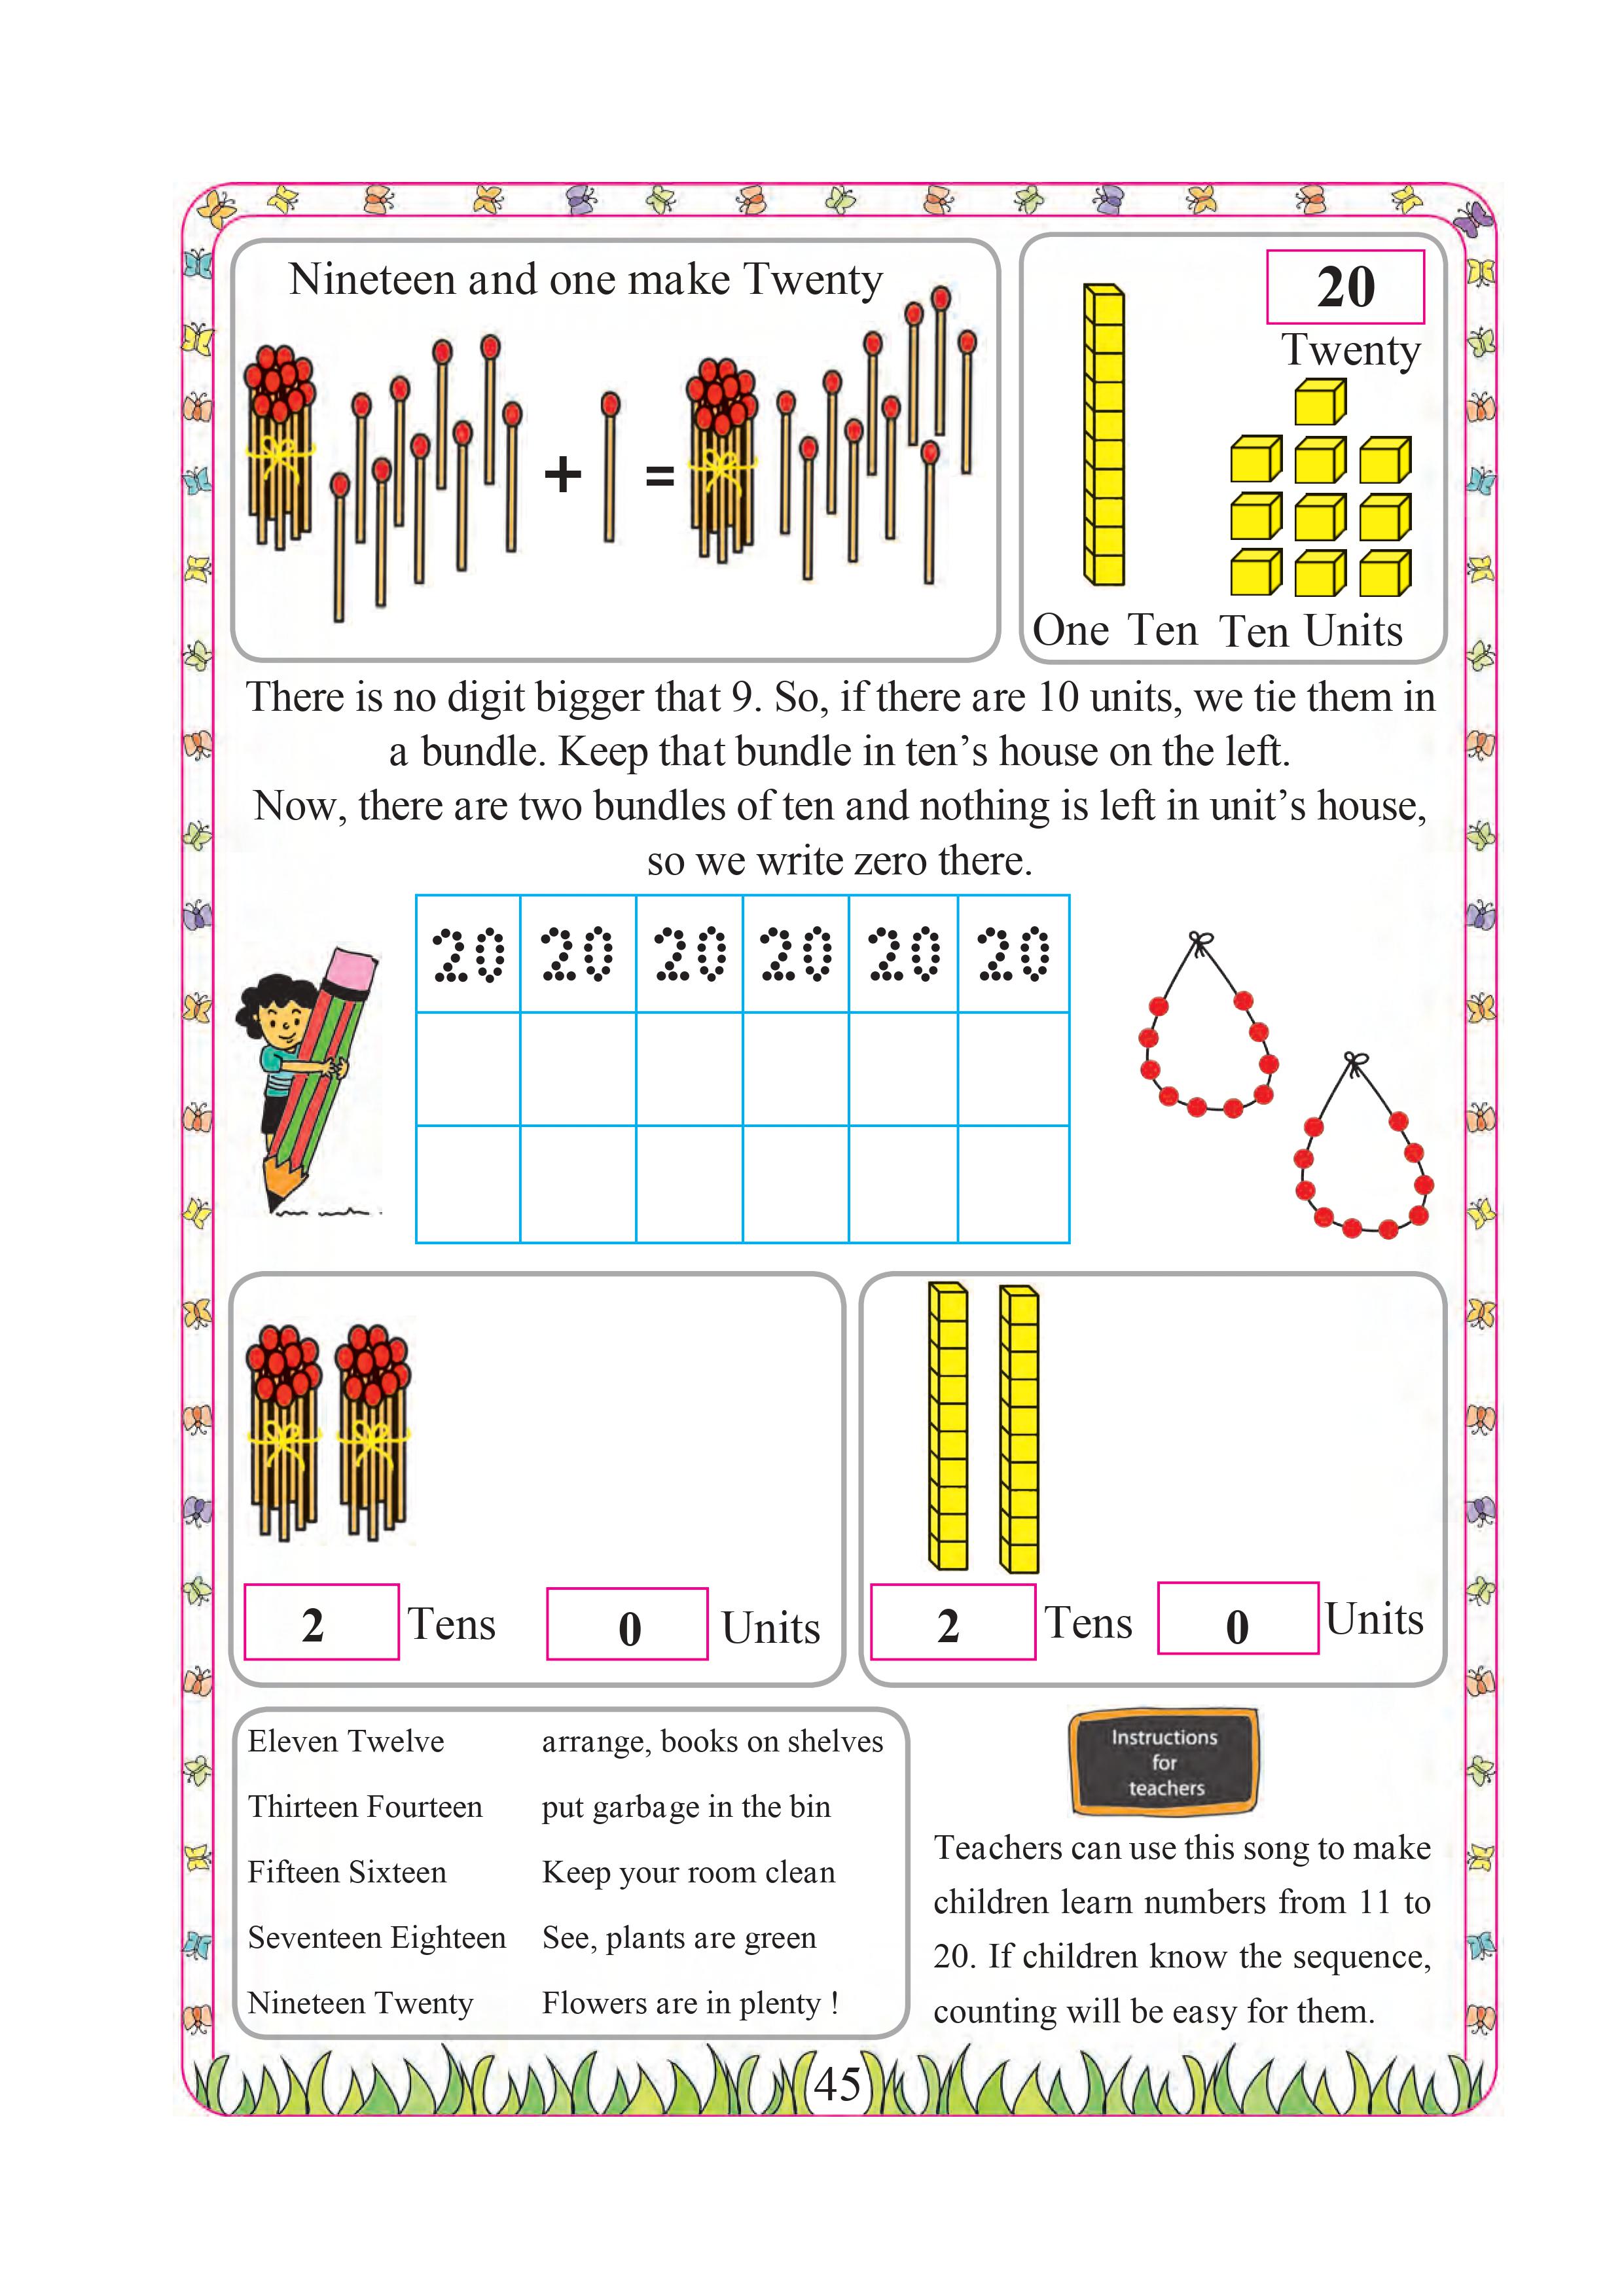 Nineteen and one make Twenty
+ =
20
Twenty
One Ten Ten Units
There is no digit bigger that 9. So, if there are 10 units, we tie them in
a bundle. Keep that bundle in ten’s house on the left.
Now, there are two bundles of ten and nothing is left in unit’s house,
so we write zero there.
20 20 20 20 20 20
2 Tens 0 Units
2 Tens 0 Units
Eleven Twelve arrange, books on shelves
Thirteen Fourteen put garbage in the bin
Fifteen Sixteen Keep your room clean
Seventeen Eighteen See, plants are green
Nineteen Twenty Flowers are in plenty !
Instructions
for
teachers
Teachers can use this song to make
children learn numbers from 11 to
20. If children know the sequence,
counting will be easy for them.
45